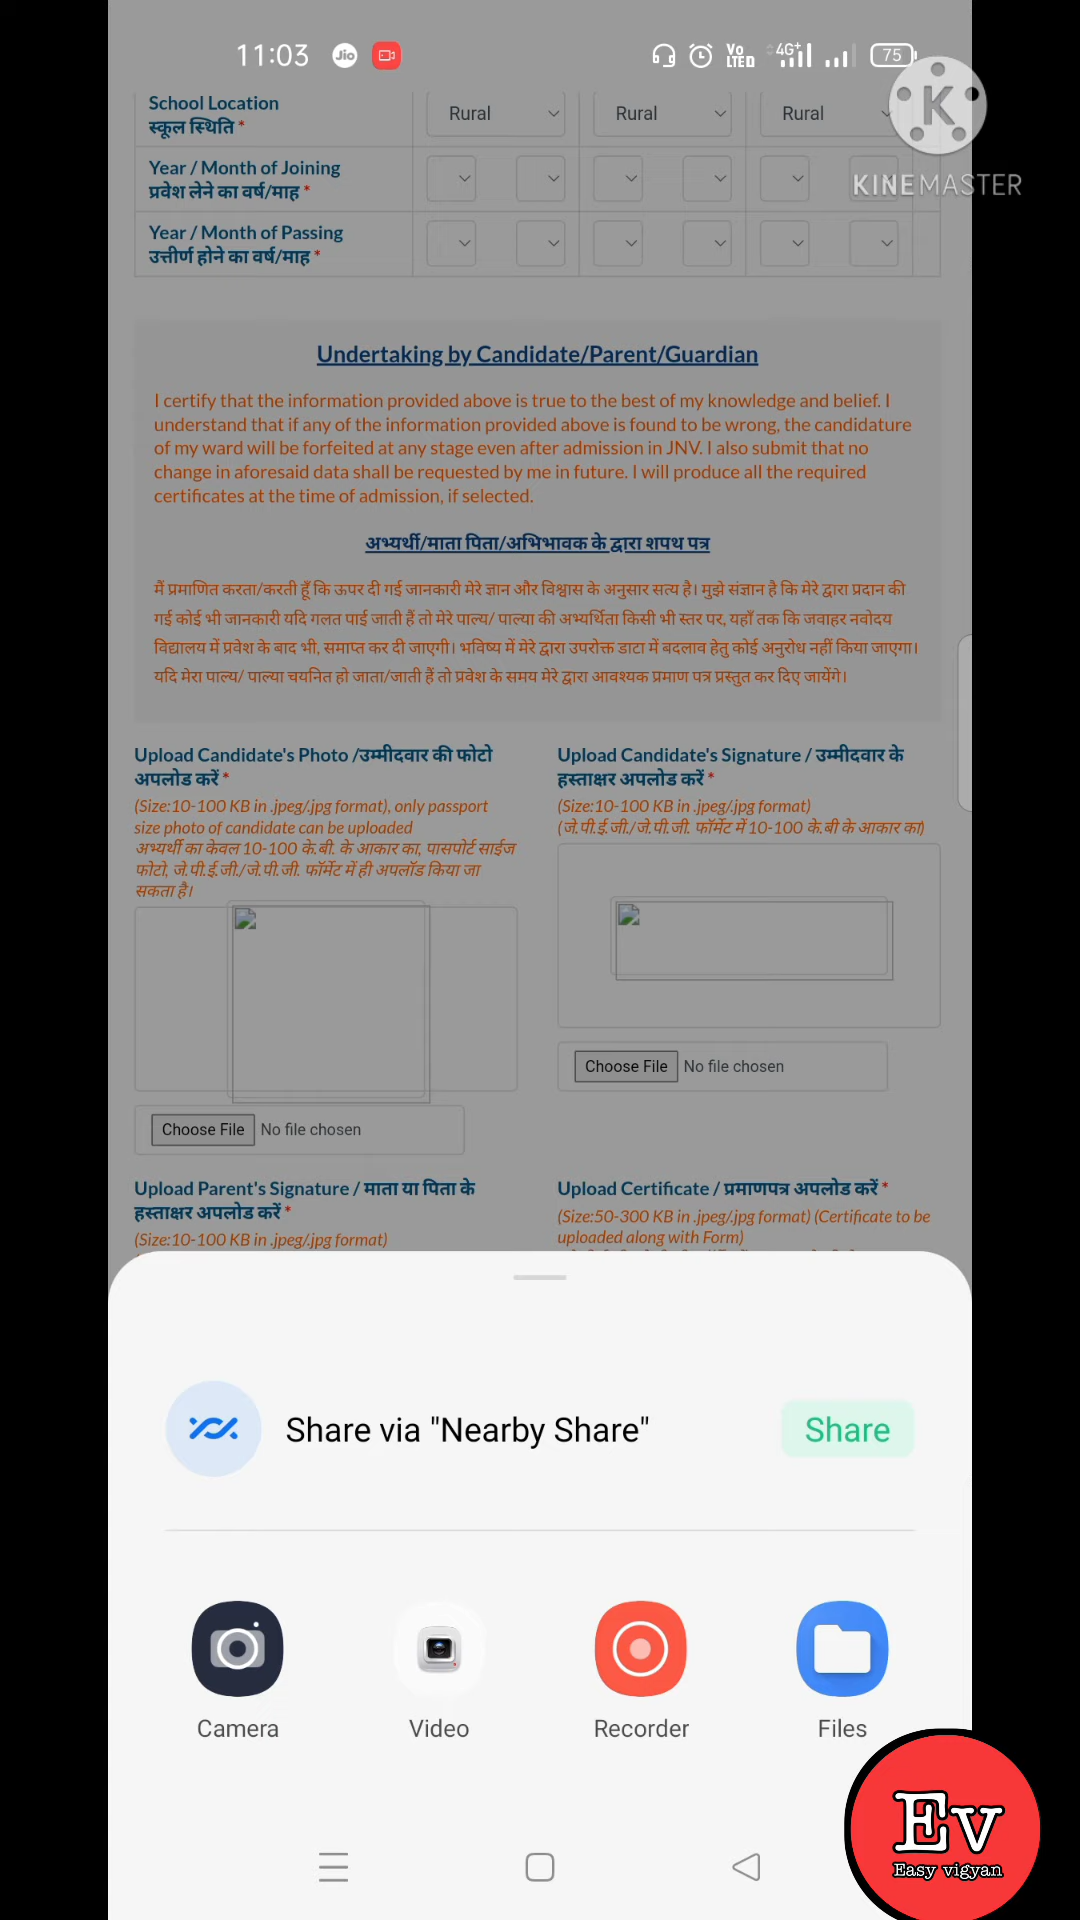 11:03
Jio
Vo
LTED
4G+
75
School Location
स्कूल स्थिति *
Rural
Rural
Rural
K
KINEMASTER
Year / Month of Joining
प्रवेश लेने का वर्ष/माह *
Year / Month of Passing
उत्तीर्ण होने का वर्ष/माह *
Undertaking by Candidate/Parent/Guardian
I certify that the information provided above is true to the best of my knowledge and belief. I
understand that if any of the information provided above is found to be wrong, the candidature
of my ward will be forfeited at any stage even after admission in JNV. I also submit that no
change in aforesaid data shall be requested by me in future. I will produce all the required
certificates at the time of admission, if selected.
अभ्यर्थी/माता पिता/अभिभावक के द्वारा शपथ पत्र
मैं प्रमाणित करता/करती हूँ कि ऊपर दी गई जानकारी मेरे ज्ञान और विश्वास के अनुसार सत्य है। मुझे संज्ञान है कि मेरे द्वारा प्रदान की
गई कोई भी जानकारी यदि गलत पाई जाती हैं तो मेरे पाल्य/ पाल्या की अभ्यर्थिता किसी भी स्तर पर, यहाँ तक कि जवाहर नवोदय
विद्यालय में प्रवेश के बाद भी, समाप्त कर दी जाएगी। भविष्य में मेरे द्वारा उपरोक्त डाटा में बदलाव हेतु कोई अनुरोध नहीं किया जाएगा।
यदि मेरा पाल्य/ पाल्या चयनित हो जाता/जाती हैं तो प्रवेश के समय मेरे द्वारा आवश्यक प्रमाण पत्र प्रस्तुत कर दिए जायेंगे।
Upload Candidate's Photo /उम्मीदवार की फोटो
अपलोड करें *
(Size:10-100 KB in .jpeg/.jpg format), only passport
size photo of candidate can be uploaded
अभ्यर्थी का केवल 10-100 के.बी. के आकार का, पासपोर्ट साईज
फोटो, जे.पी.ई.जी./जे.पी.जी. फॉर्मेट में ही अपलॉड किया जा
सकता है।
Choose File No file chosen
Upload Candidate's Signature / उम्मीदवार के
हस्ताक्षर अपलोड करें *
(Size:10-100 KB in .jpeg/.jpg format)
(जे.पी.ई.जी./जे.पी.जी. फॉर्मेट में 10-100 के.बी के आकार का)
Choose File No file chosen
Upload Parent's Signature / माता या पिता के
हस्ताक्षर अपलोड करें *
(Size:10-100 KB in .jpeg/.jpg format)
Upload Certificate / प्रमाणपत्र अपलोड करें *
(Size:50-300 KB in .jpeg/.jpg format) (Certificate to be
uploaded along with Form)
Share via "Nearby Share"
Share
Camera
Video
Recorder
Files
Ev
Easy vigyan